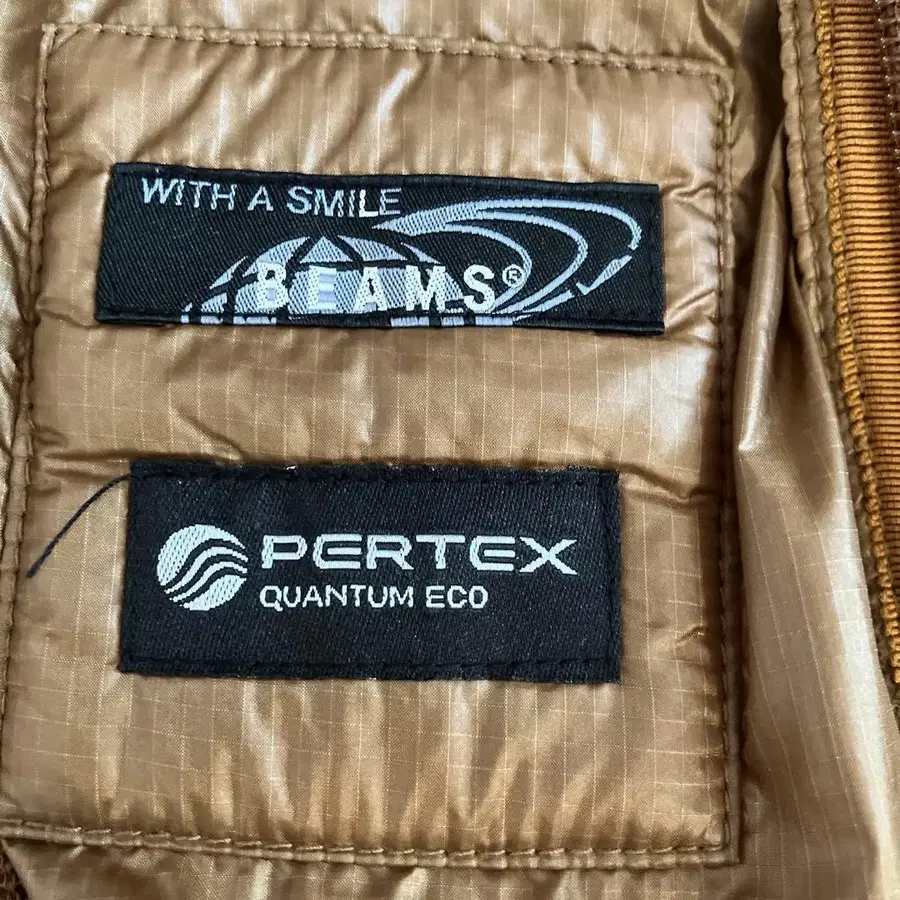 WITH A SMILE
BEAMS®
PERTEX
QUANTUM ECO